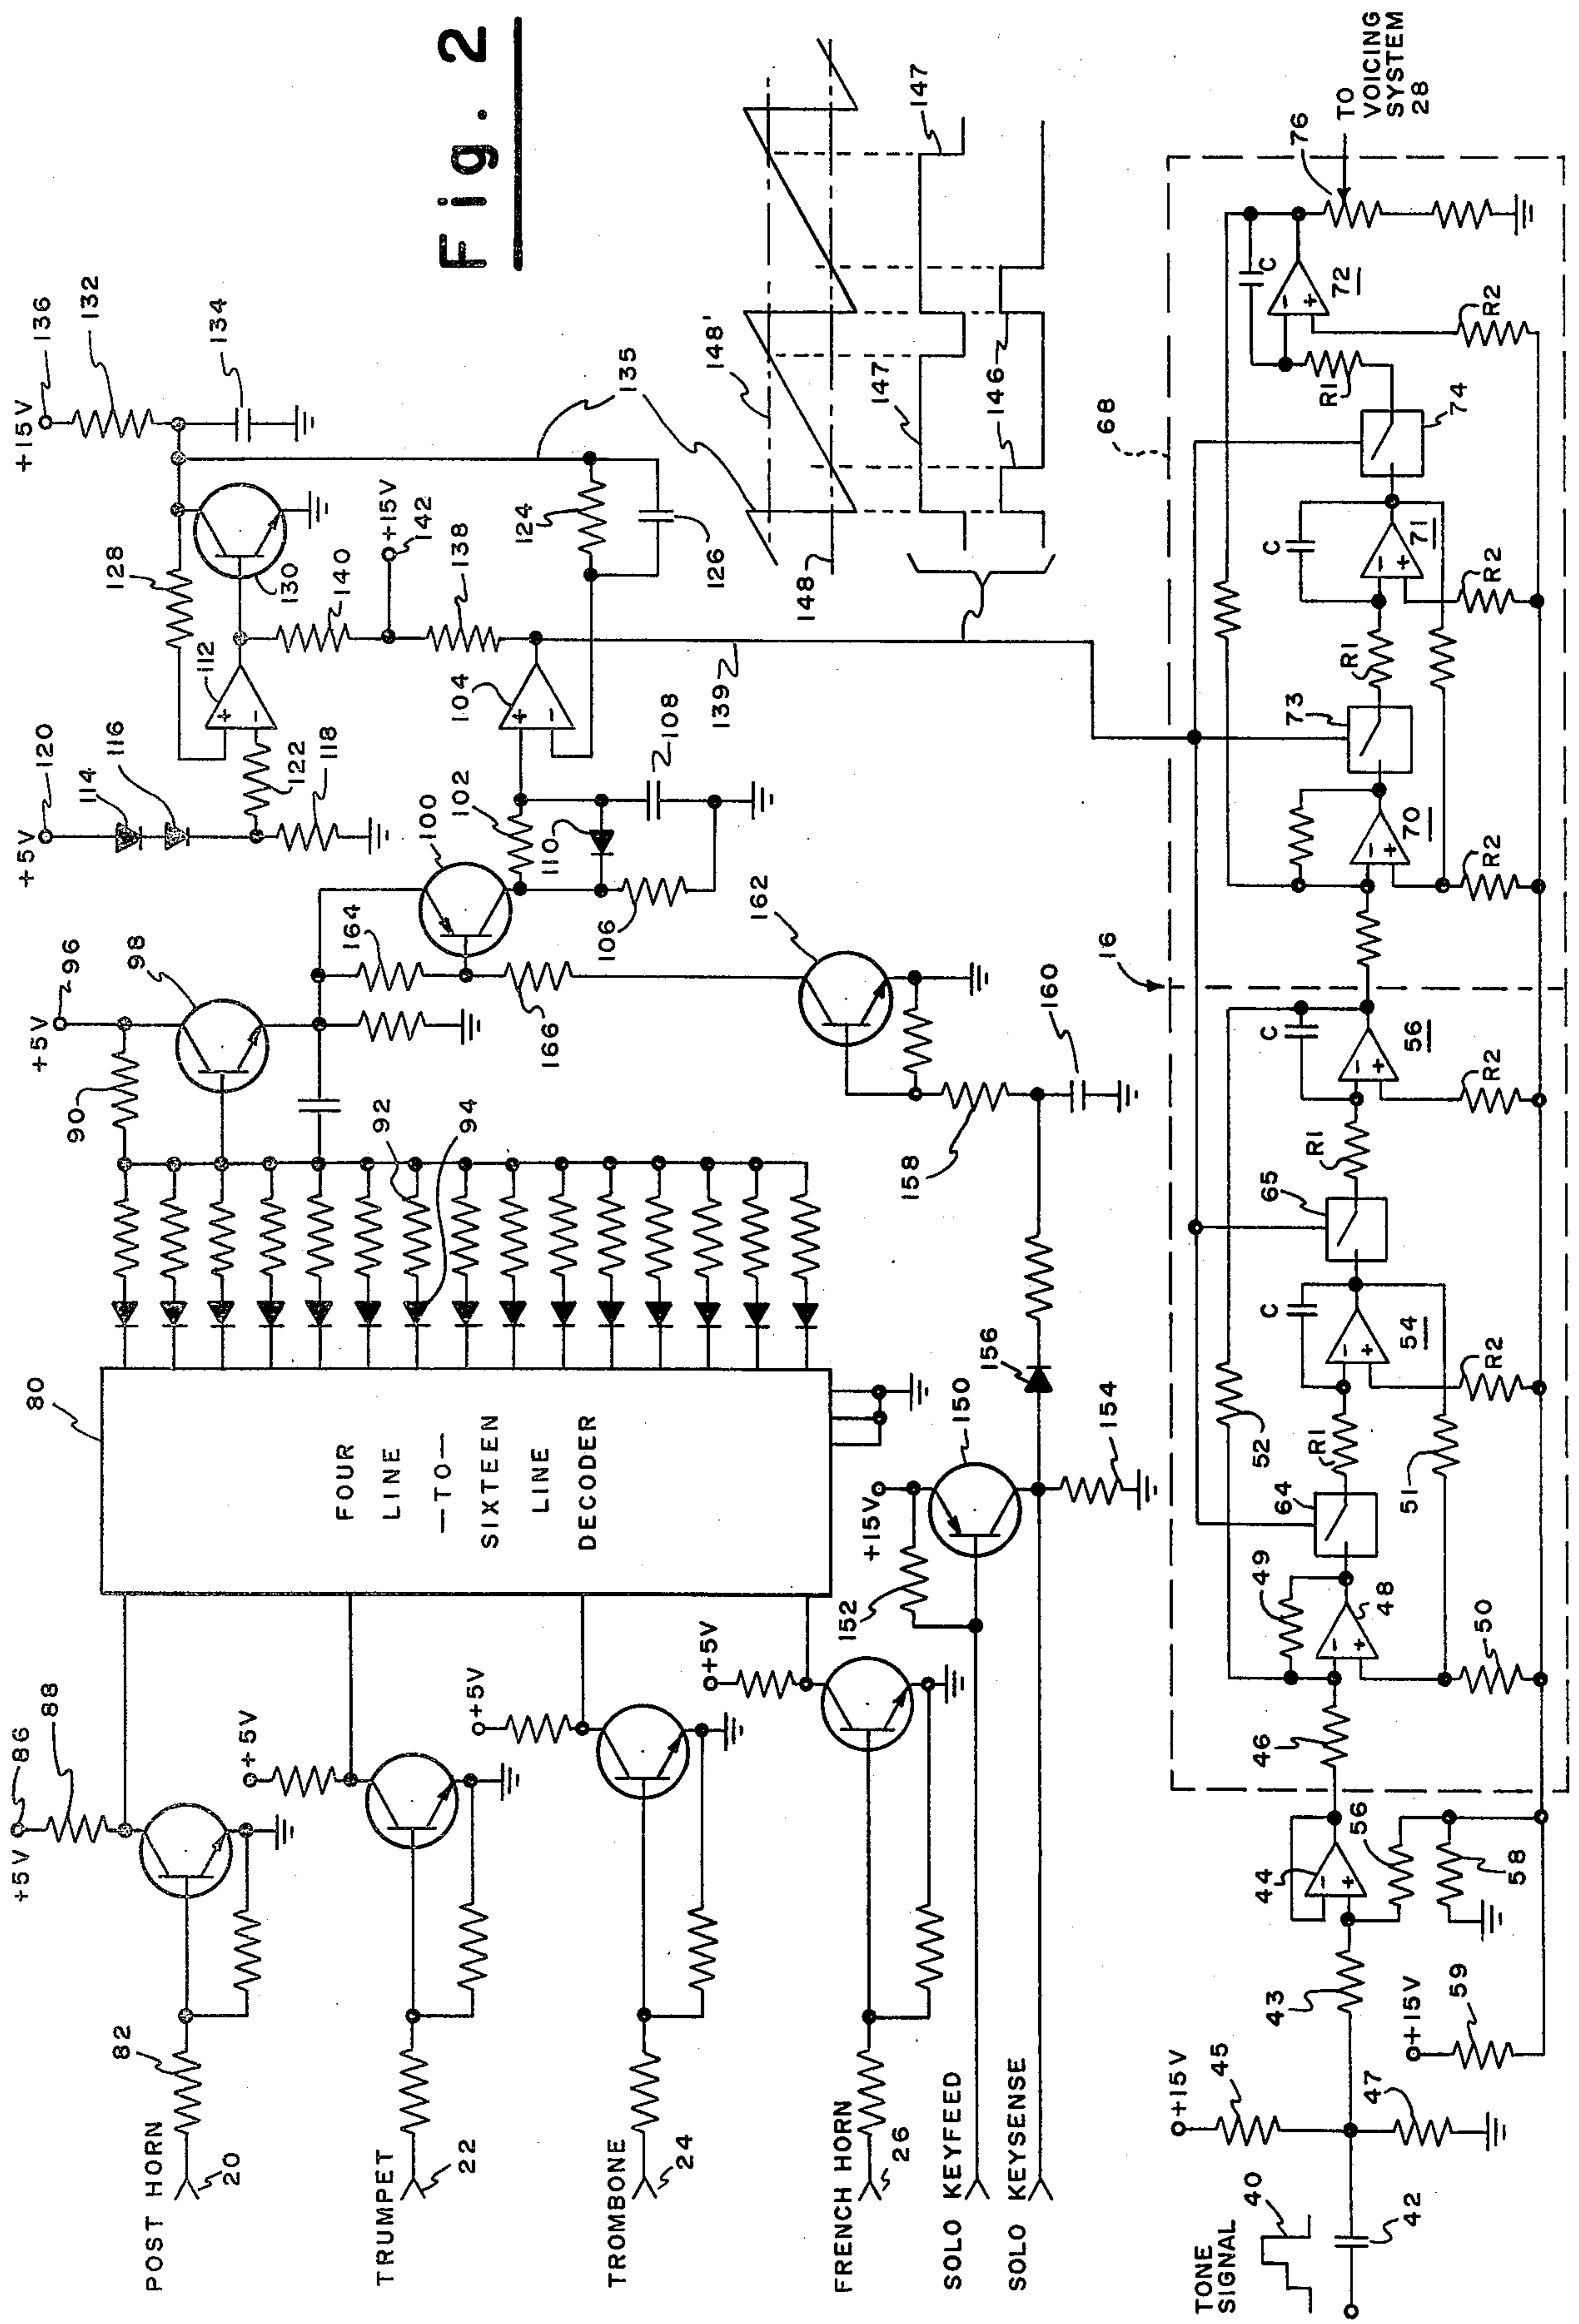 Fig. 2
POST HORN
20
82
+5V
86
88
TRUMPET
22
+5V
TROMBONE
24
+5V
FRENCH HORN
26
+5V
SOLO KEYFEED
SOLO KEYSENSE
80
FOUR
LINE
—TO—
SIXTEEN
LINE
DECODER
152
+15V
150
154
156
158
160
162
90
92
94
+5V
96
98
164
166
100
102
106
108
110
+5V
120
114
116
118
122
112
128
130
140
+15V
142
138
104
139
124
126
+15V
136
132
134
135
148'
148
147
147
146
TONE
SIGNAL
40
42
+15V
45
47
43
+15V
59
44
56
58
46
49
48
50
64
52
51
R1
C
54
R2
65
R1
C
56
R2
16
68
70
R2
73
R1
C
71
R2
74
R1
C
72
R2
76
TO
VOICING
SYSTEM
28